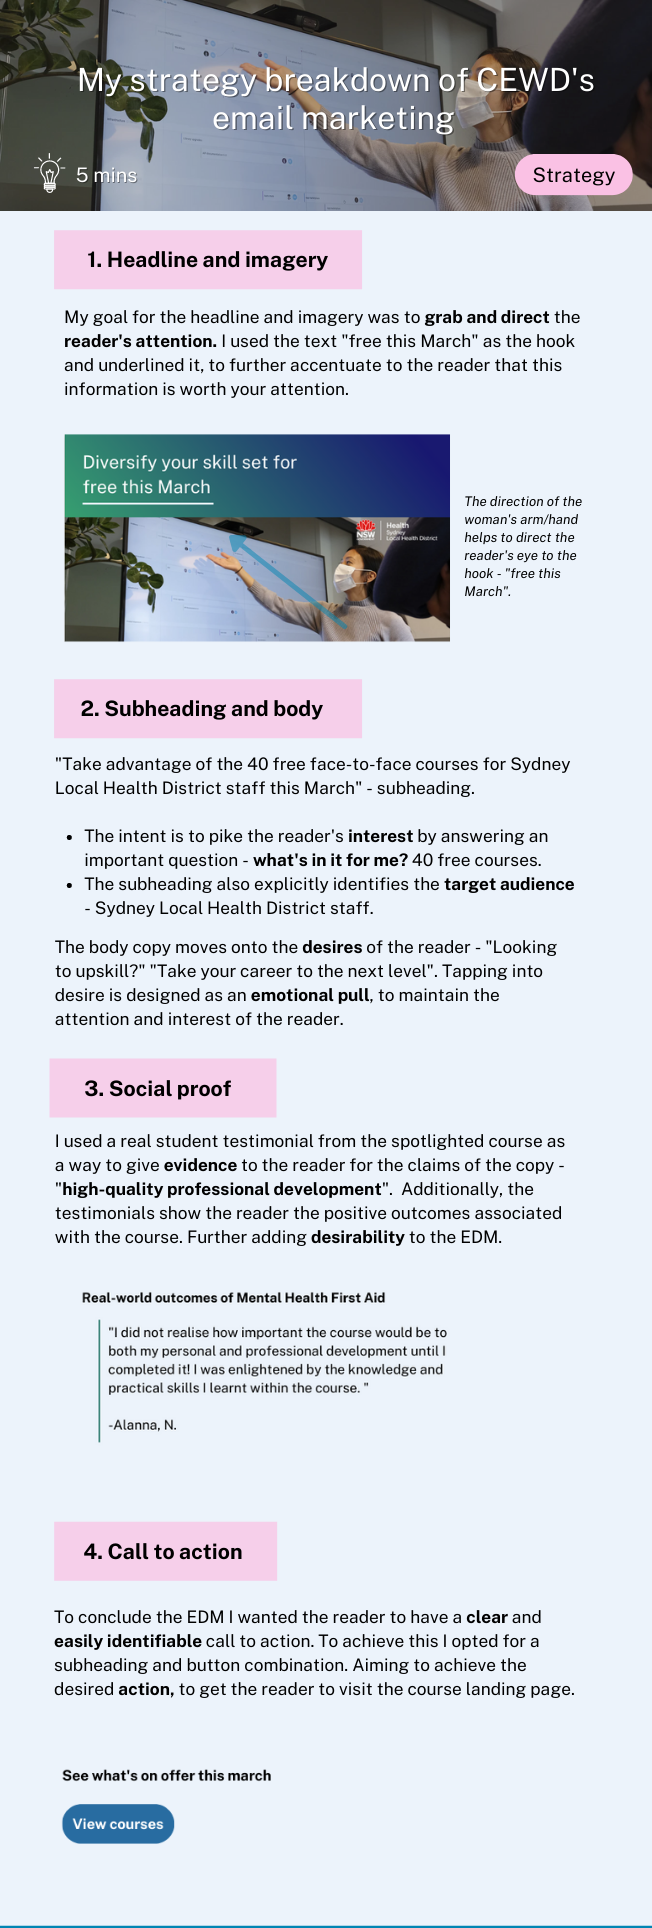 My strategy breakdown of CEWD's
email marketing
5 mins
Strategy
1. Headline and imagery
My goal for the headline and imagery was to grab and direct the
reader's attention. I used the text "free this March" as the hook
and underlined it, to further accentuate to the reader that this
information is worth your attention.
Diversify your skill set for
free this March
NSW
GOVERNMENT
Health
Sydney
Local Health District
The direction of the
woman's arm/hand
helps to direct the
reader's eye to the
hook - "free this
March".
2. Subheading and body
"Take advantage of the 40 free face-to-face courses for Sydney
Local Health District staff this March" - subheading.
• The intent is to pike the reader's interest by answering an
important question - what's in it for me? 40 free courses.
• The subheading also explicitly identifies the target audience
- Sydney Local Health District staff.
The body copy moves onto the desires of the reader - "Looking
to upskill?" "Take your career to the next level". Tapping into
desire is designed as an emotional pull, to maintain the
attention and interest of the reader.
3. Social proof
I used a real student testimonial from the spotlighted course as
a way to give evidence to the reader for the claims of the copy -
"high-quality professional development".  Additionally, the
testimonials show the reader the positive outcomes associated
with the course. Further adding desirability to the EDM.
Real-world outcomes of Mental Health First Aid
"I did not realise how important the course would be to
both my personal and professional development until I
completed it! I was enlightened by the knowledge and
practical skills I learnt within the course. "
-Alanna, N.
4. Call to action
To conclude the EDM I wanted the reader to have a clear and
easily identifiable call to action. To achieve this I opted for a
subheading and button combination. Aiming to achieve the
desired action, to get the reader to visit the course landing page.
See what's on offer this march
View courses